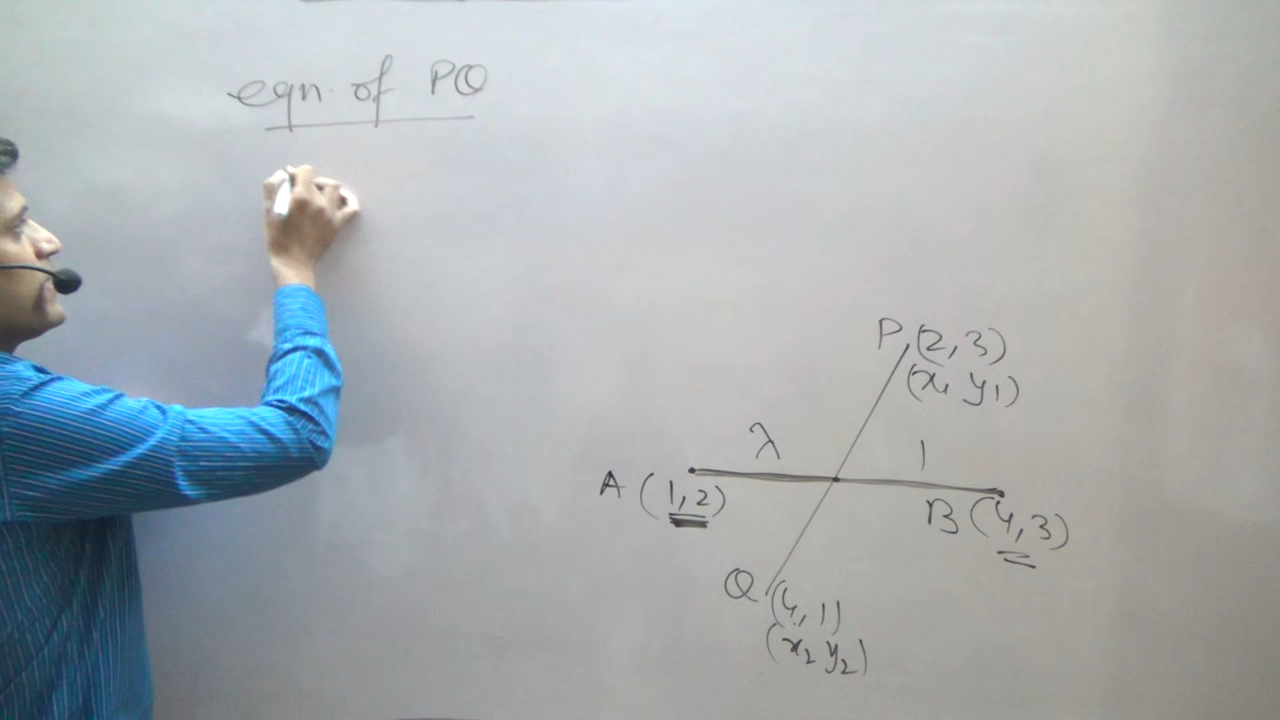 eqn. of PQ
P (2, 3)
(x1 y1)
λ
1
A (1, 2)
B (4, 3)
Q (4, 1)
(x2 y2)